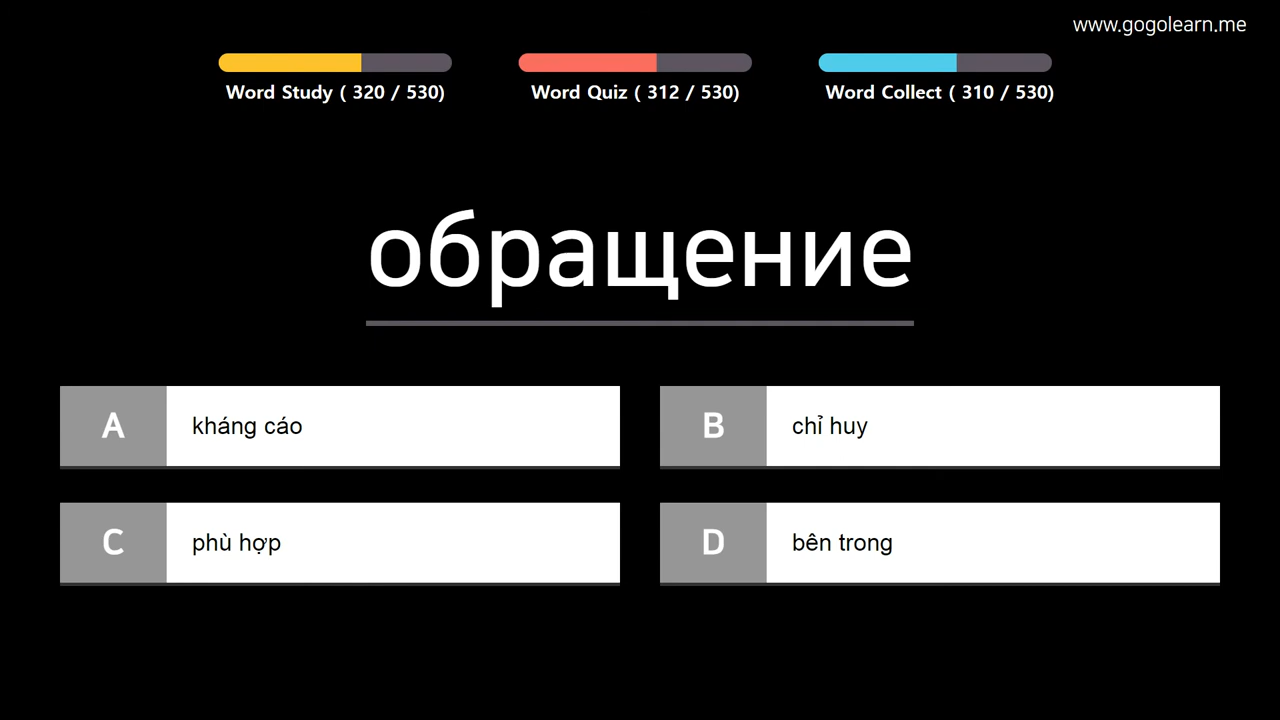 www.gogolearn.me
Word Study ( 320 / 530)
Word Quiz ( 312 / 530)
Word Collect ( 310 / 530)
обращение
A kháng cáo
B chỉ huy
C phù hợp
D bên trong